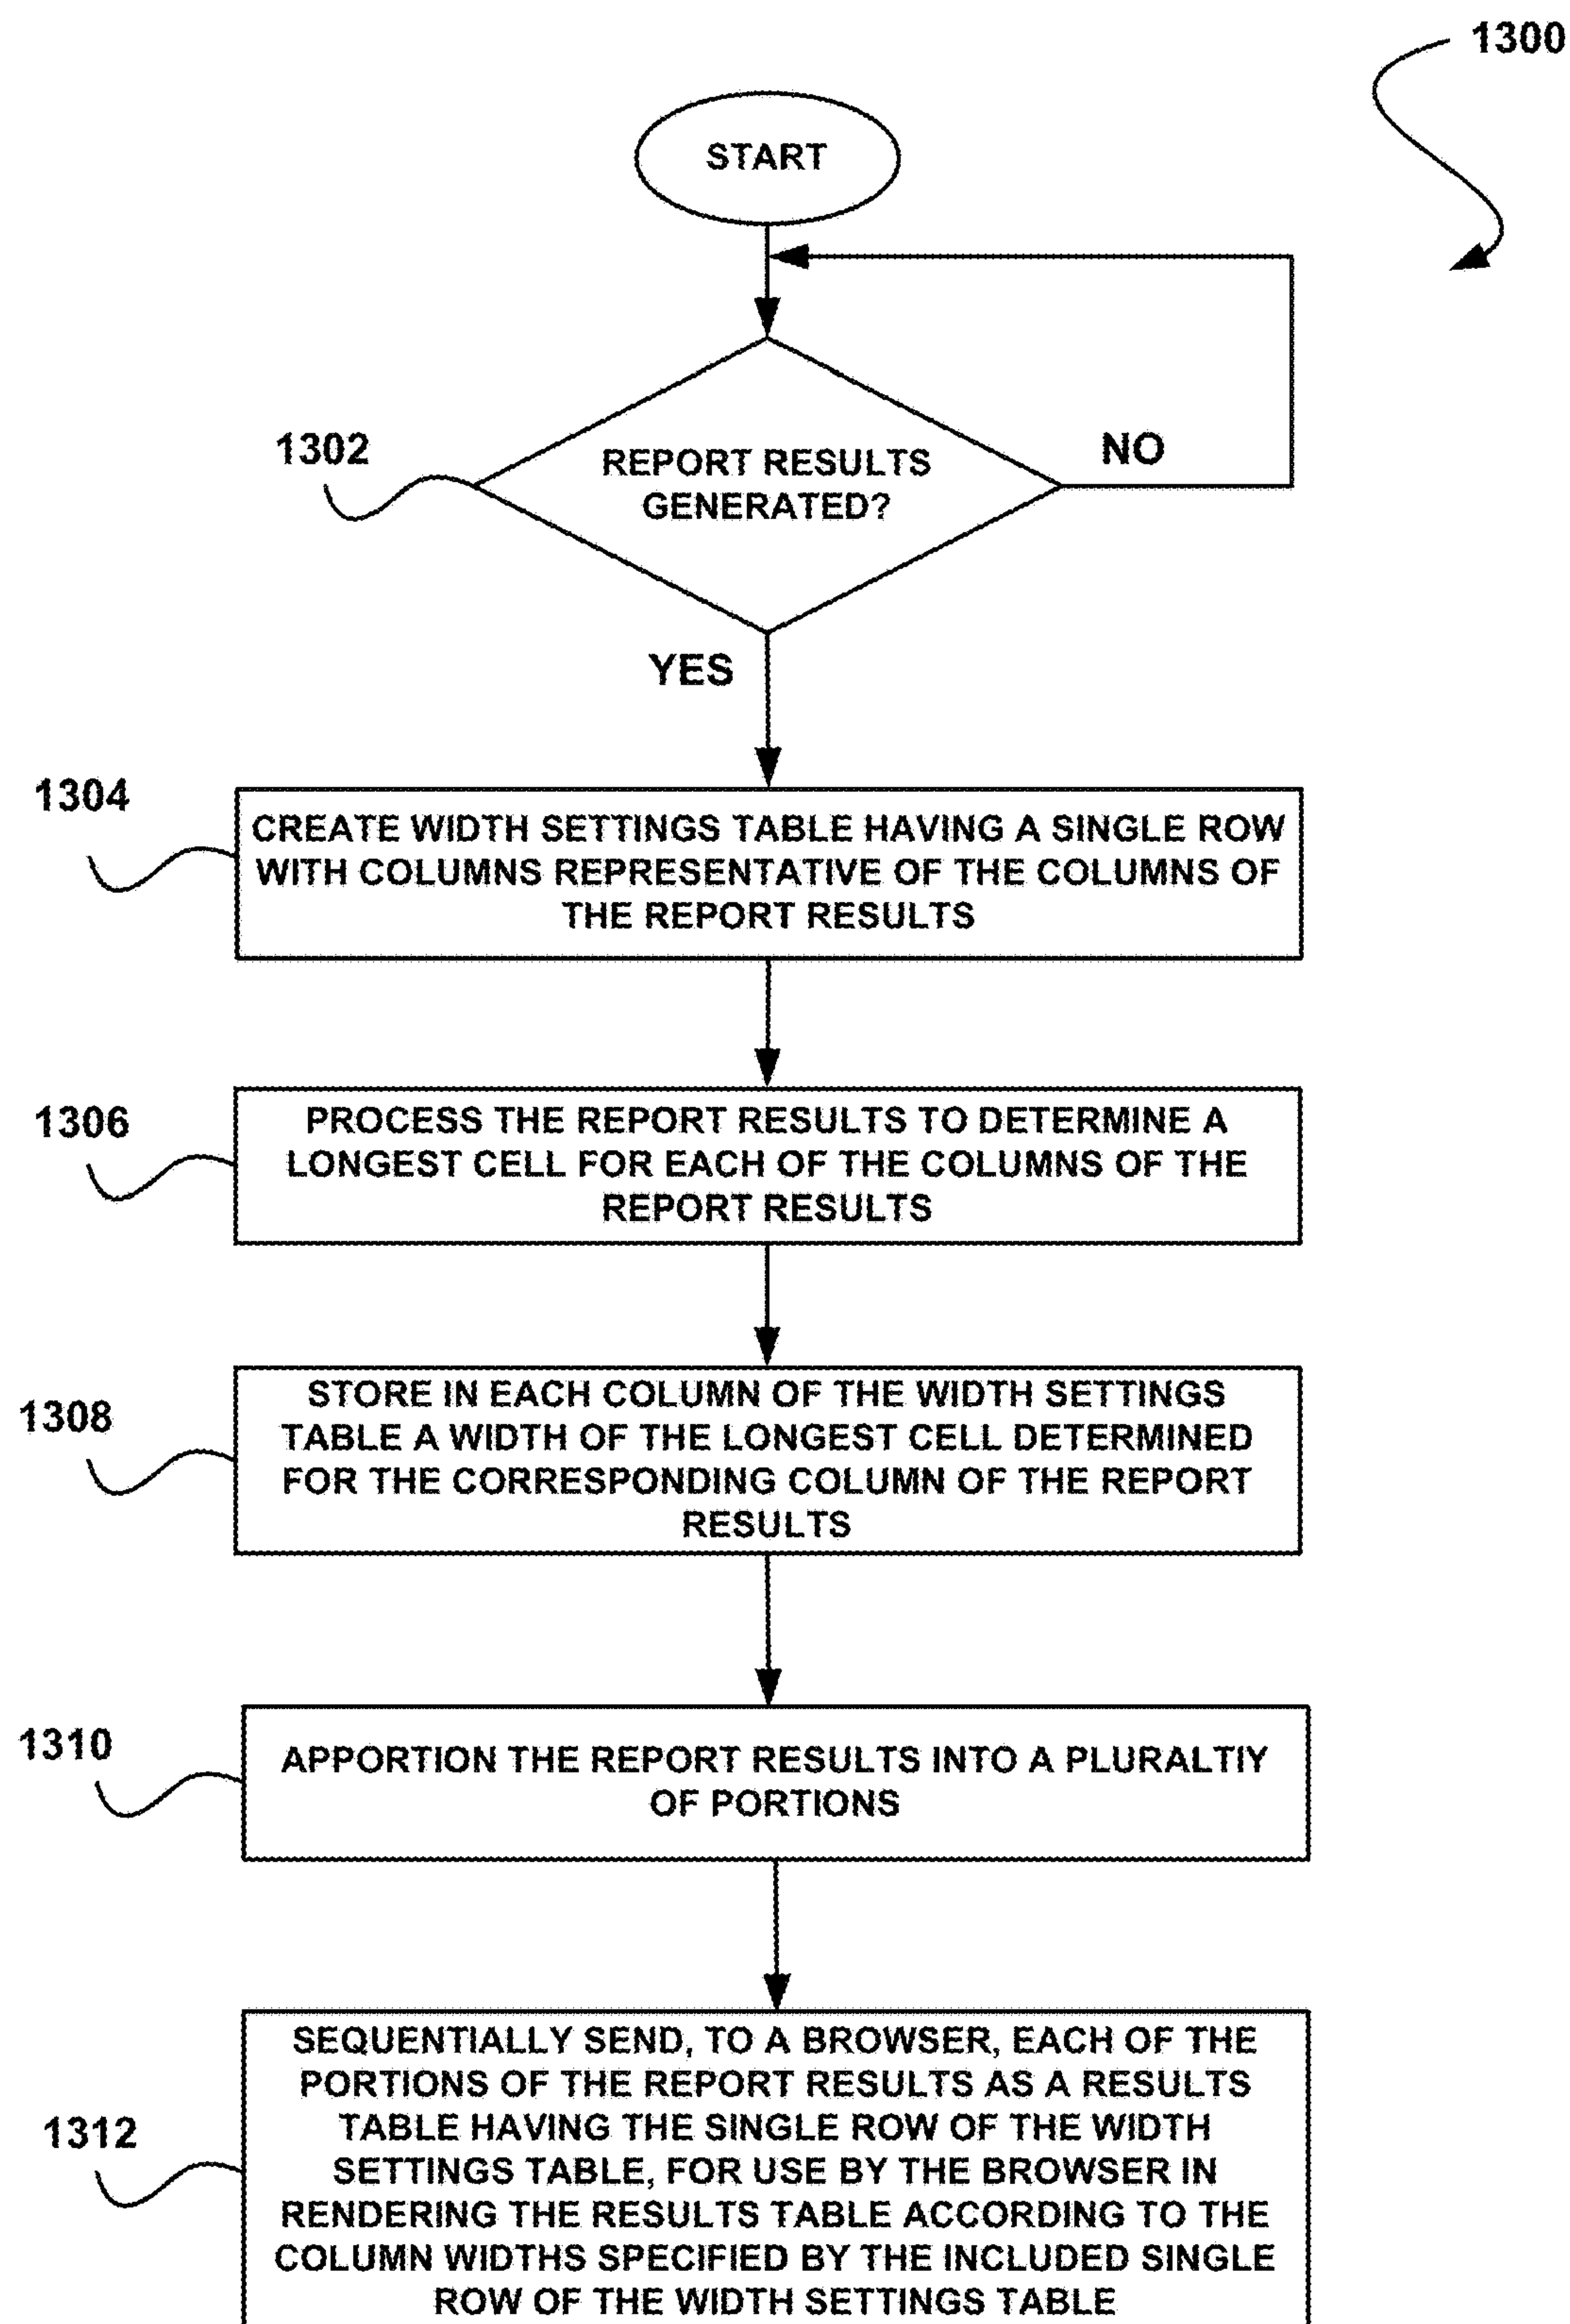 1300
START
1302
REPORT RESULTS
GENERATED?
NO
YES
1304
CREATE WIDTH SETTINGS TABLE HAVING A SINGLE ROW
WITH COLUMNS REPRESENTATIVE OF THE COLUMNS OF
THE REPORT RESULTS
1306
PROCESS THE REPORT RESULTS TO DETERMINE A
LONGEST CELL FOR EACH OF THE COLUMNS OF THE
REPORT RESULTS
1308
STORE IN EACH COLUMN OF THE WIDTH SETTINGS
TABLE A WIDTH OF THE LONGEST CELL DETERMINED
FOR THE CORRESPONDING COLUMN OF THE REPORT
RESULTS
1310
APPORTION THE REPORT RESULTS INTO A PLURALTIY
OF PORTIONS
1312
SEQUENTIALLY SEND, TO A BROWSER, EACH OF THE
PORTIONS OF THE REPORT RESULTS AS A RESULTS
TABLE HAVING THE SINGLE ROW OF THE WIDTH
SETTINGS TABLE, FOR USE BY THE BROWSER IN
RENDERING THE RESULTS TABLE ACCORDING TO THE
COLUMN WIDTHS SPECIFIED BY THE INCLUDED SINGLE
ROW OF THE WIDTH SETTINGS TABLE